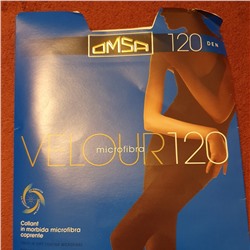 OMSA
120 DEN
microfibra
VELOUR120
Collant
in morbida microfibra
coprente